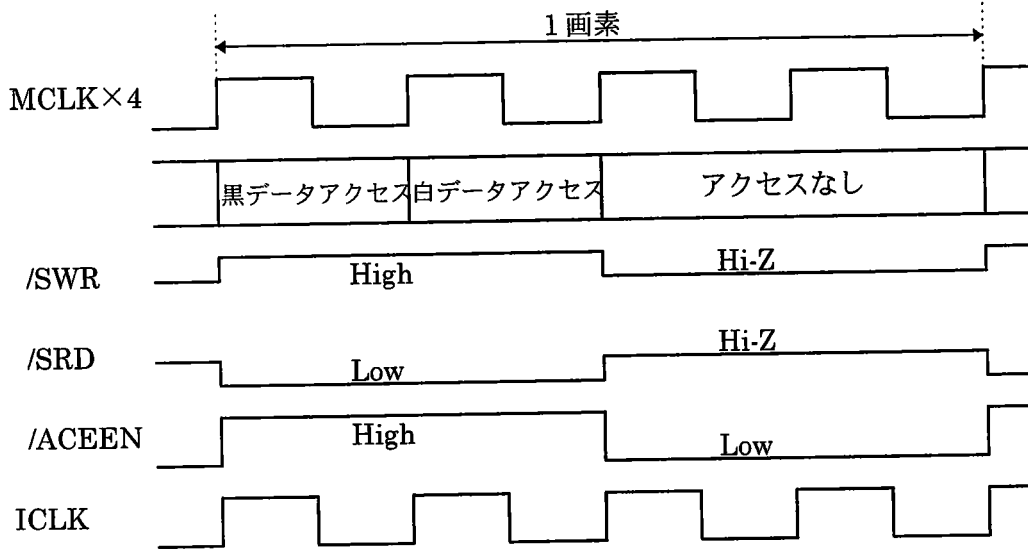 1画素
MCLK×4
黒データアクセス 白データアクセス アクセスなし
/SWR High Hi-Z
/SRD Low Hi-Z
/ACEEN High Low
ICLK